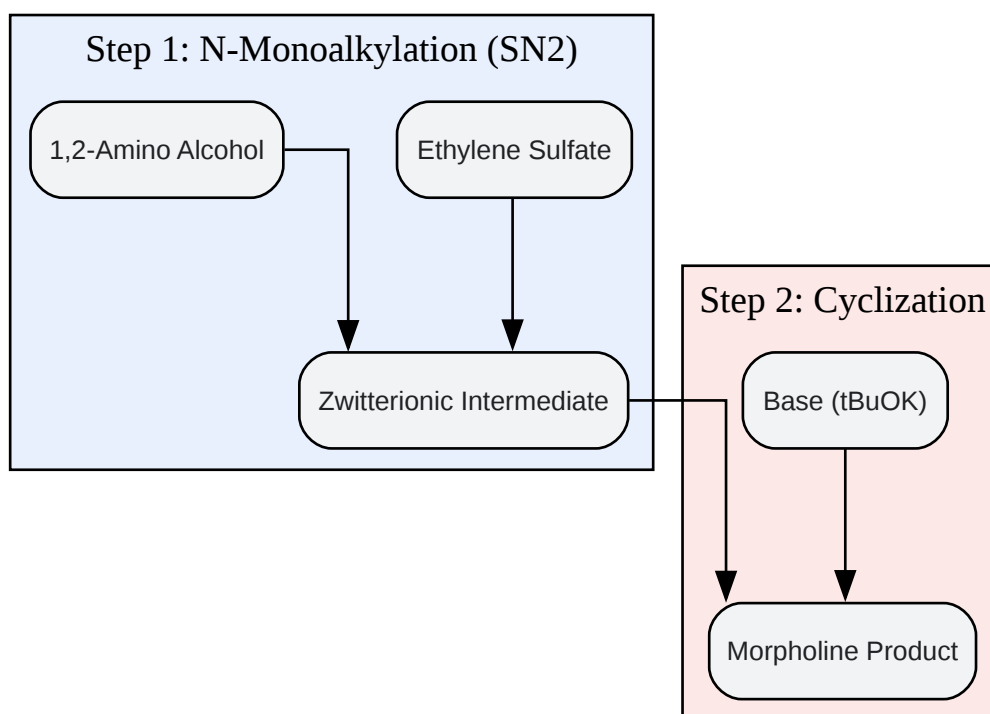 Step 1: N-Monoalkylation (SN2)
1,2-Amino Alcohol
Ethylene Sulfate
Zwitterionic Intermediate
Step 2: Cyclization
Base (tBuOK)
Morpholine Product